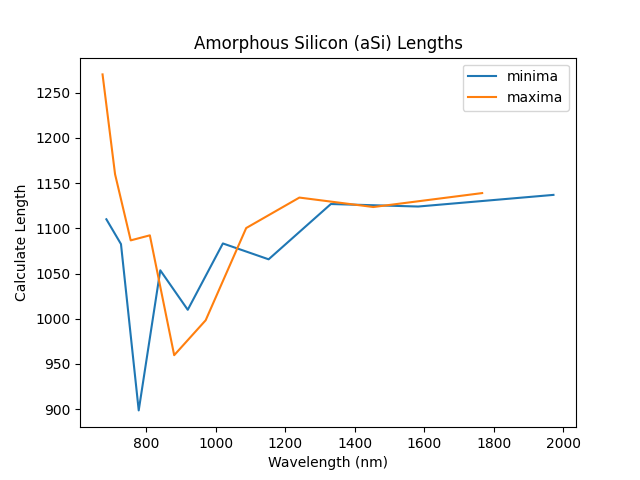 Amorphous Silicon (aSi) Lengths
minima
maxima
Calculate Length
1250
1200
1150
1100
1050
1000
950
900
800 1000 1200 1400 1600 1800 2000
Wavelength (nm)